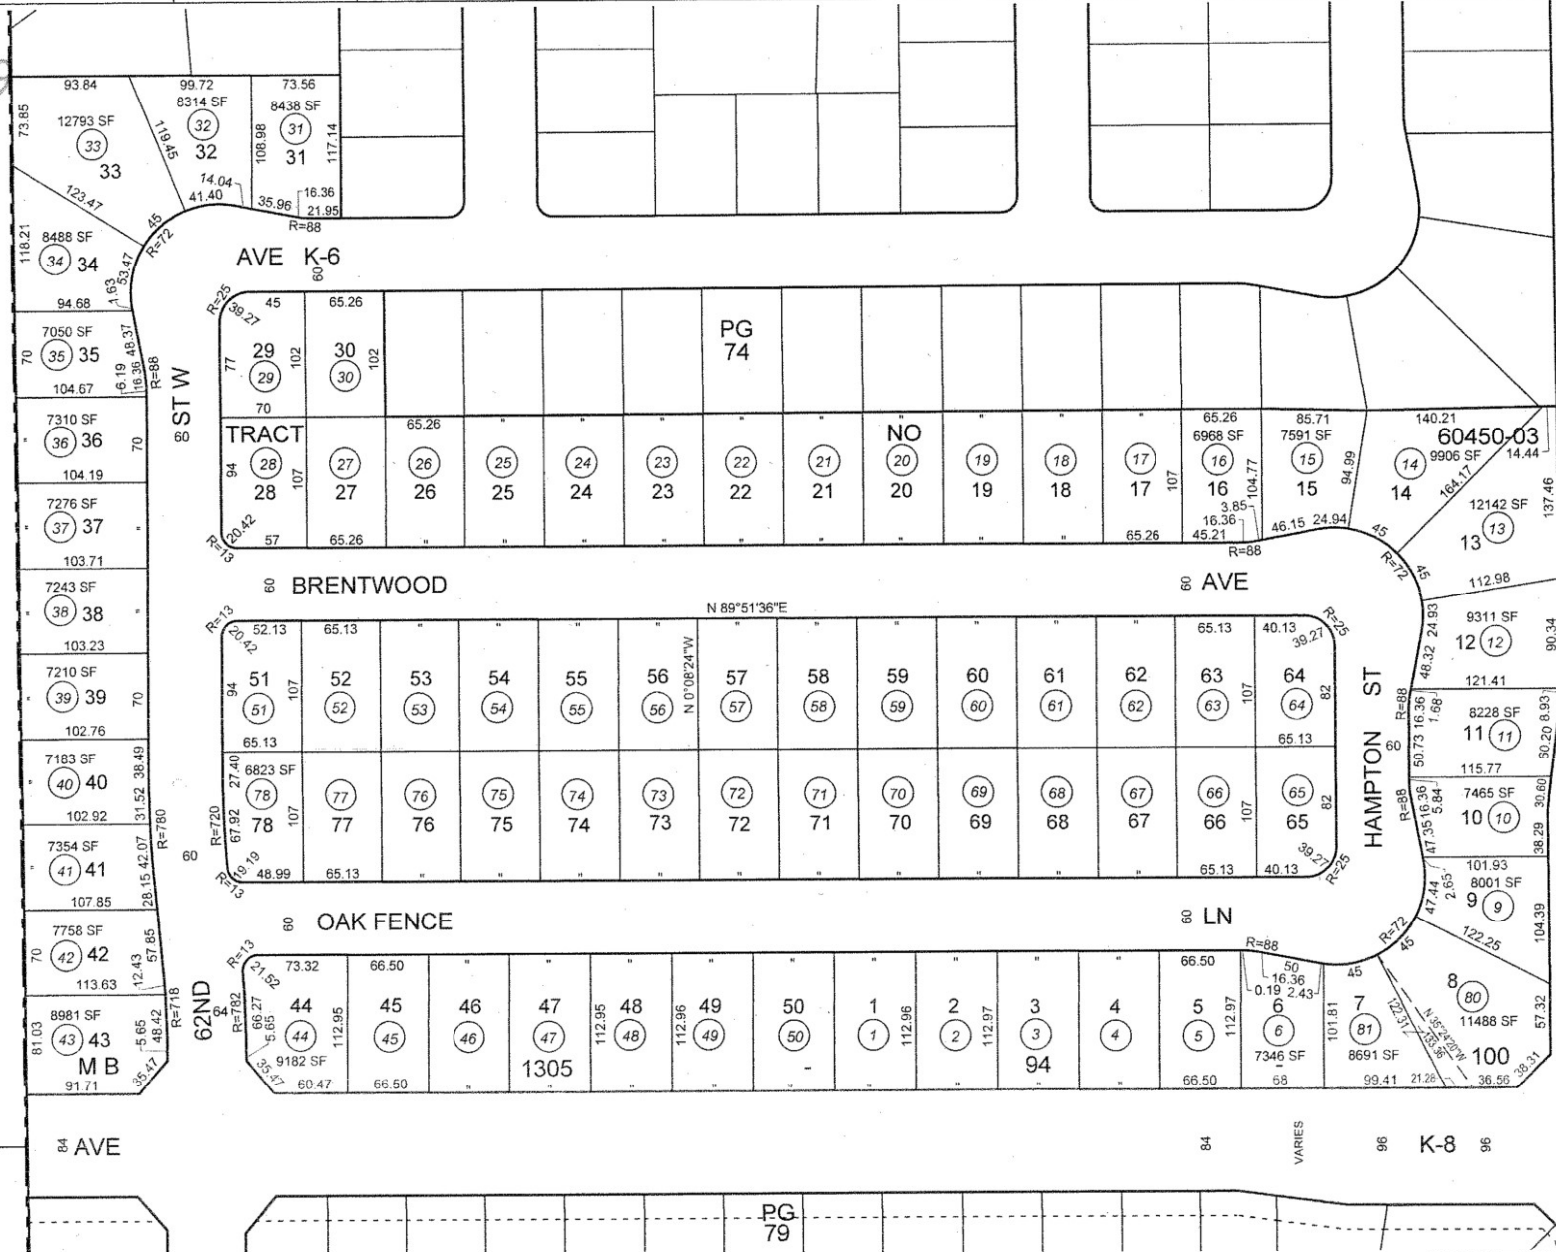 93.84 99.72 73.56
73.85 12793 SF 33 33 119.45 8314 SF 32 32 108.98 8438 SF 31 31 117.14
123.47 14.04 41.40 35.96 16.36 21.95
R=88
45 R=72
118.21 8488 SF 34 34 53.47 1.63
94.68
AVE K-6
60
R=25 39.27 45 65.26
7050 SF
70 35 35 48.37 16.36 6.19 R=88
104.67
77 29 29 102 30 30 102
70
PG
74
ST W
60
7310 SF
" 36 36 70
104.19
TRACT 65.26 " " " " " NO " " " 65.26 85.71 140.21
60450-03
6968 SF 7591 SF 9906 SF 14.44
94 28 107 27 26 25 24 23 22 21 20 19 18 17 107 16 104.77 15 94.99 14 164.17 137.46
28 27 26 25 24 23 22 21 20 19 18 17 16 15 14
7276 SF
" 37 37 "
103.71
3.85 16.36 46.15 24.94 45
12142 SF
13 13
R=13 20.42 57 65.26 " " " " " " " " " 65.26 45.21 R=88 R=72 45
112.98
7243 SF
" 38 38 "
103.23
60 BRENTWOOD 60 AVE
N 89°51'36"E
R=13 20.42 52.13 65.13 " " " " " " " " " " 65.13 40.13 39.27 R=25
24.93 9311 SF
12 12 90.34
48.32 121.41
7210 SF
" 39 39 70
102.76
51 52 53 54 55 56 N 0°08'24"W 57 58 59 60 61 62 63 64
94 51 107 52 53 54 55 56 57 58 59 60 61 62 63 107 64 82
65.13 65.13
ST
R=88 16.36 1.68
8228 SF
11 11 8.93
60 50.73 115.77 50.20
7183 SF
" 40 40 38.49
102.92 31.52
27.40 6823 SF
78 107 77 76 75 74 73 72 71 70 69 68 67 66 107 65 82
78 77 76 75 74 73 72 71 70 69 68 67 66 65
R=780 R=720 67.92
HAMPTON
R=88 16.36 5.84
7465 SF 30.60
10 10
47.35 101.93 38.29
7354 SF
" 41 41 42.07
107.85 28.15
60
R=13 19.19 48.99 65.13 " " " " " " " " " " 65.13 40.13 39.27 R=25
8001 SF
9 9
47.44 2.65 104.39
122.25
60 OAK FENCE 60 LN
7758 SF
70 42 42 57.85
113.63 12.43
R=13 21.52 73.32 66.50 " " " " " " " " " 66.50 R=88 50 16.36 0.19 2.43 45 R=72 45
62ND
64
R=718 R=782
8981 SF
81.03 43 43 5.65 48.42
M B
91.71 35.47
66.27 5.65
44 45 46 47 48 49 50 1 2 3 4 5 6 7 8
44 112.95 45 46 47 112.95 48 112.96 49 50 1 112.96 2 112.97 3 4 5 112.97 6 101.81 81 80
9182 SF 7346 SF 8691 SF 11488 SF
122.31 133.36 N 35°24'20"W 57.32
1305 - 94 - 100
35.47 60.47 66.50 " " " " " " " " " 66.50 68 99.41 21.28 36.56 38.31
84 AVE 84 VARIES 96 K-8 96
PG
79